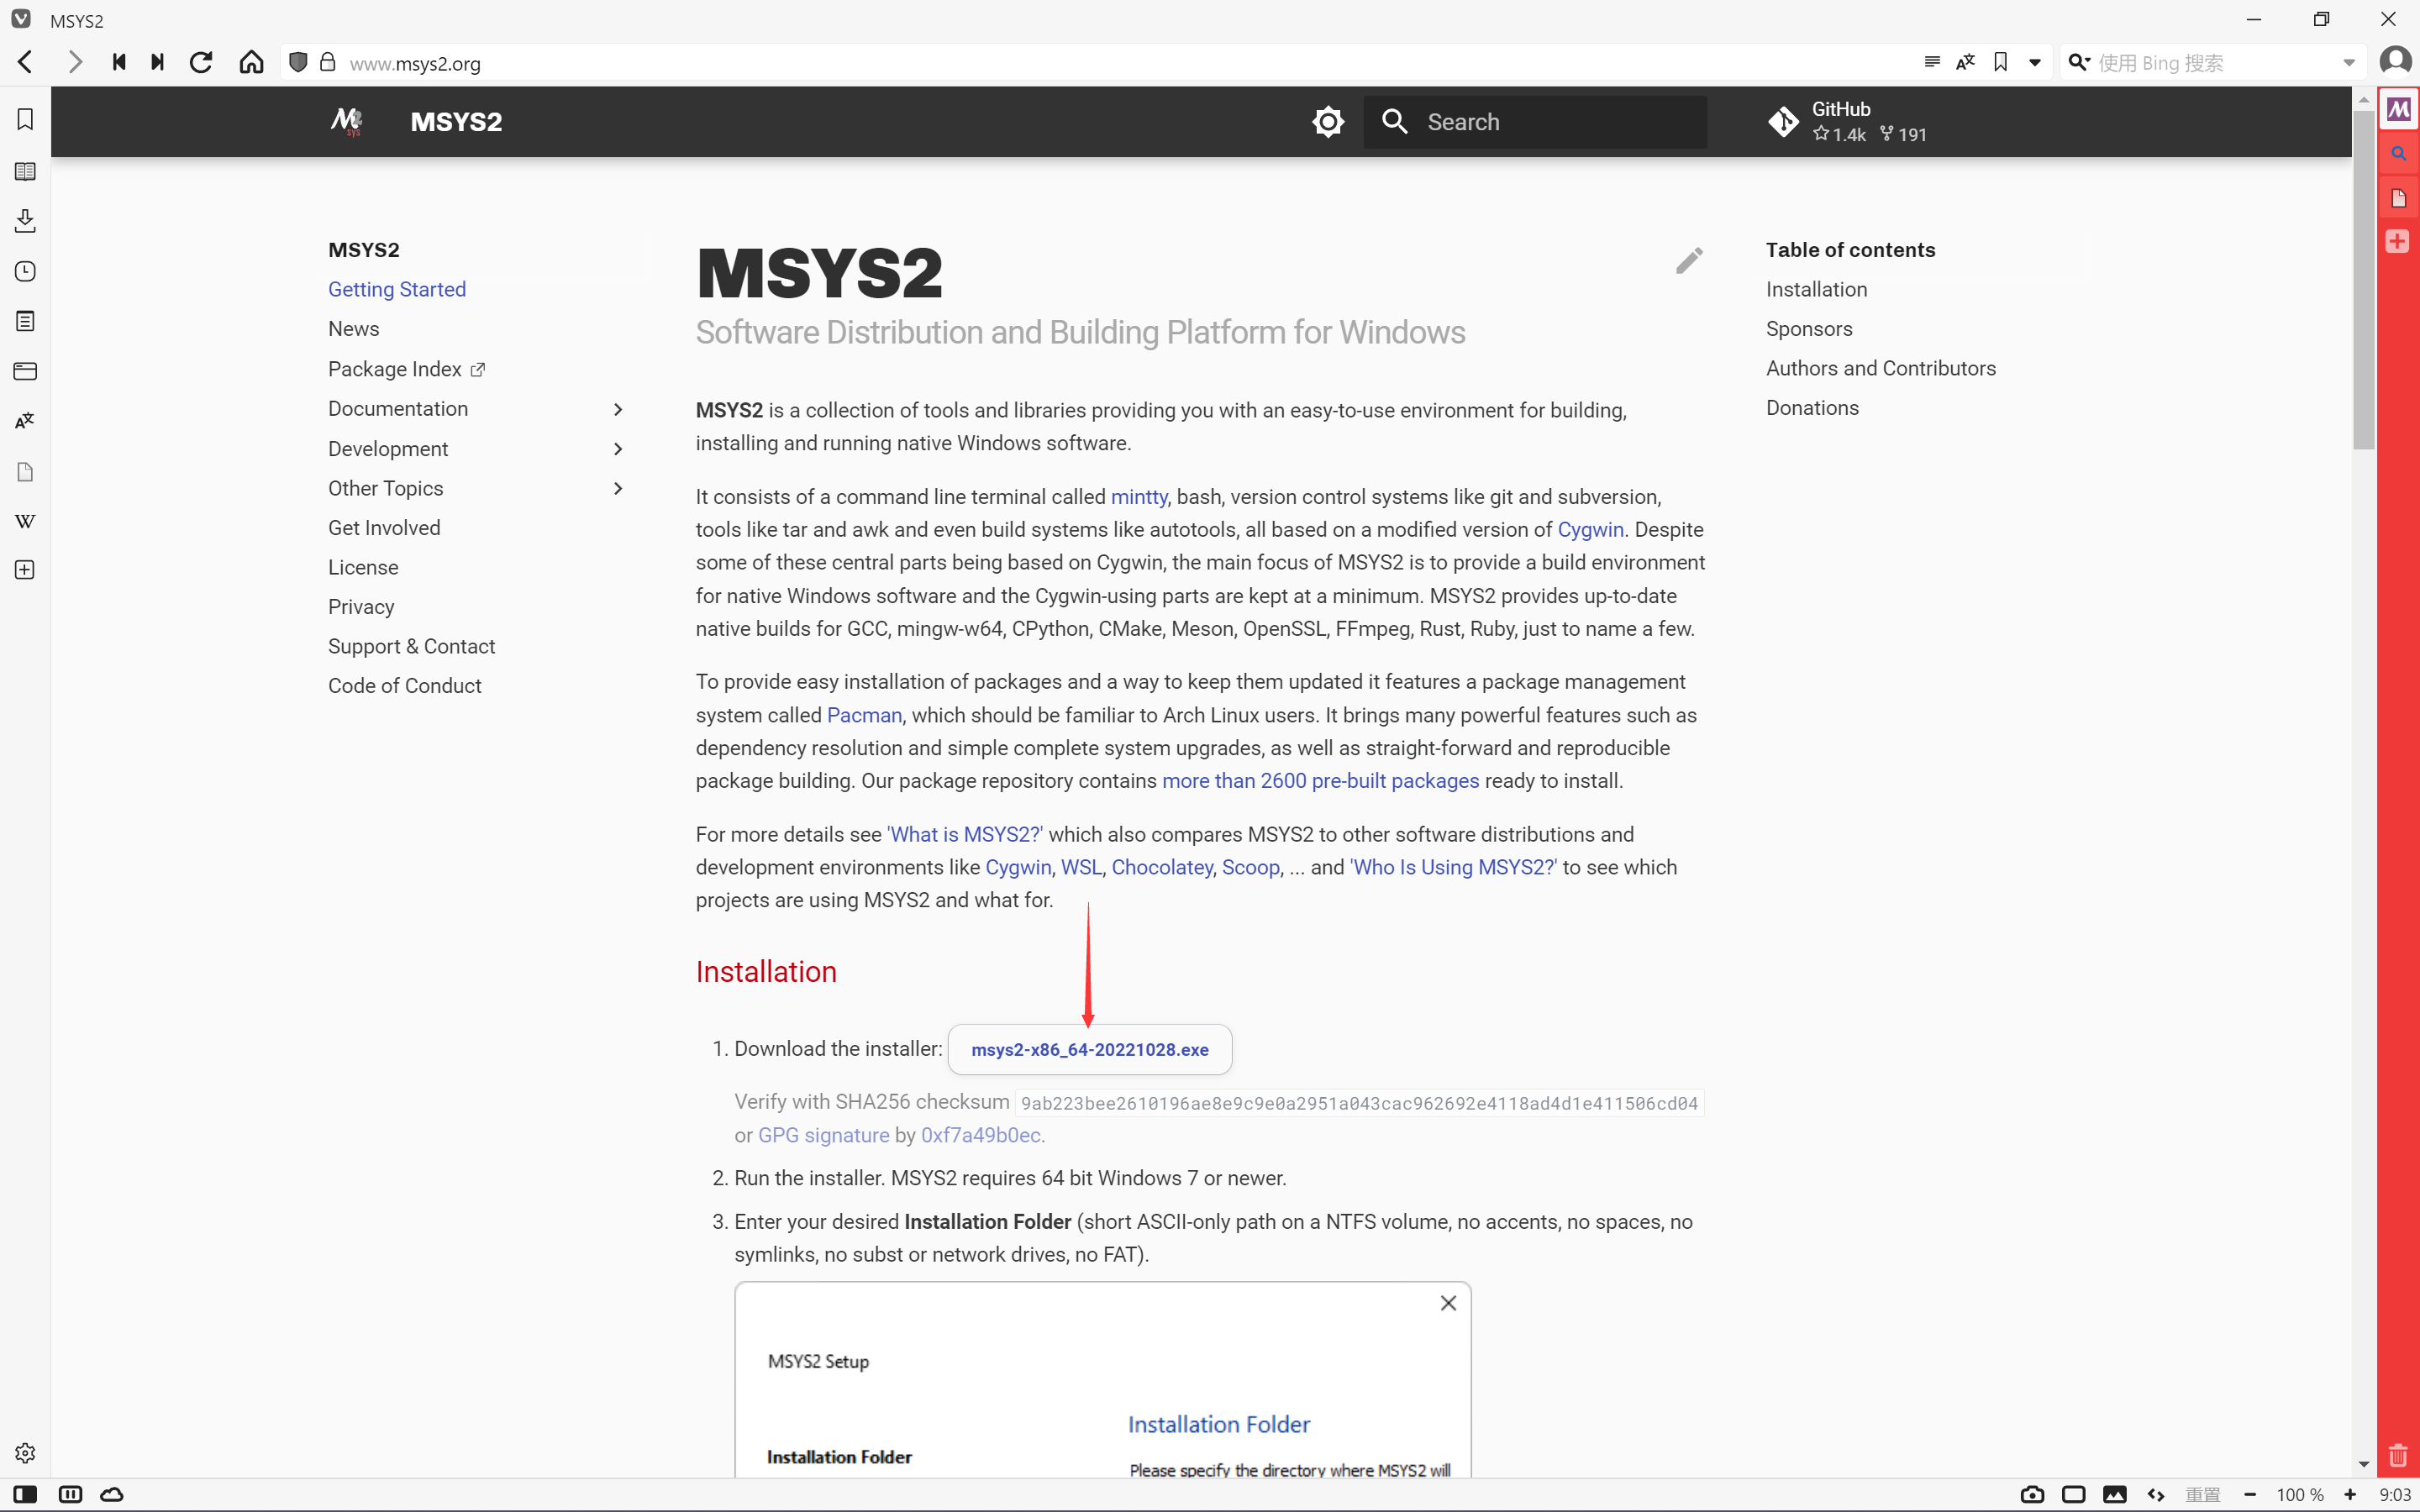 MSYS2
www.msys2.org
使用 Bing 搜索
MSYS2
Search
GitHub
1.4k 191
MSYS2
Getting Started
News
Package Index
Documentation
Development
Other Topics
Get Involved
License
Privacy
Support & Contact
Code of Conduct
MSYS2
Software Distribution and Building Platform for Windows
MSYS2 is a collection of tools and libraries providing you with an easy-to-use environment for building,
installing and running native Windows software.
It consists of a command line terminal called mintty, bash, version control systems like git and subversion,
tools like tar and awk and even build systems like autotools, all based on a modified version of Cygwin. Despite
some of these central parts being based on Cygwin, the main focus of MSYS2 is to provide a build environment
for native Windows software and the Cygwin-using parts are kept at a minimum. MSYS2 provides up-to-date
native builds for GCC, mingw-w64, CPython, CMake, Meson, OpenSSL, FFmpeg, Rust, Ruby, just to name a few.
To provide easy installation of packages and a way to keep them updated it features a package management
system called Pacman, which should be familiar to Arch Linux users. It brings many powerful features such as
dependency resolution and simple complete system upgrades, as well as straight-forward and reproducible
package building. Our package repository contains more than 2600 pre-built packages ready to install.
For more details see 'What is MSYS2?' which also compares MSYS2 to other software distributions and
development environments like Cygwin, WSL, Chocolatey, Scoop, ... and 'Who Is Using MSYS2?' to see which
projects are using MSYS2 and what for.
Installation
1. Download the installer: msys2-x86_64-20221028.exe
Verify with SHA256 checksum 9ab223bee2610196ae8e9c9e0a2951a043cac962692e4118ad4d1e411506cd04
or GPG signature by 0xf7a49b0ec.
2. Run the installer. MSYS2 requires 64 bit Windows 7 or newer.
3. Enter your desired Installation Folder (short ASCII-only path on a NTFS volume, no accents, no spaces, no
symlinks, no subst or network drives, no FAT).
MSYS2 Setup
Installation Folder
Installation Folder
Please specify the directory where MSYS2 will
Table of contents
Installation
Sponsors
Authors and Contributors
Donations
重置
100 %
9:03